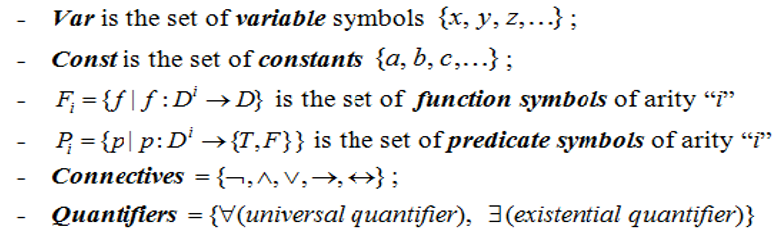 - Var is the set of variable symbols {x, y, z,...} ;
- Const is the set of constants {a, b, c,...} ;
- Fᵢ = {f | f : Dⁱ → D} is the set of function symbols of arity “i”
- Pᵢ = {p| p: Dⁱ → {T, F}} is the set of predicate symbols of arity “i”
- Connectives = {¬, ∧, ∨, →, ↔} ;
- Quantifiers = {∀(universal quantifier), ∃(existential quantifier)}